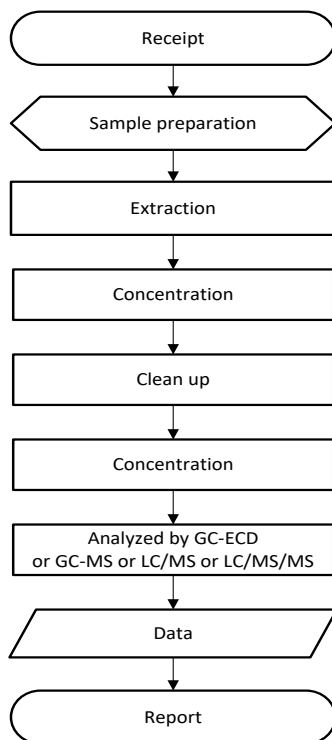 Receipt
Sample preparation
Extraction
Concentration
Clean up
Concentration
Analyzed by GC-ECD
or GC-MS or LC/MS or LC/MS/MS
Data
Report